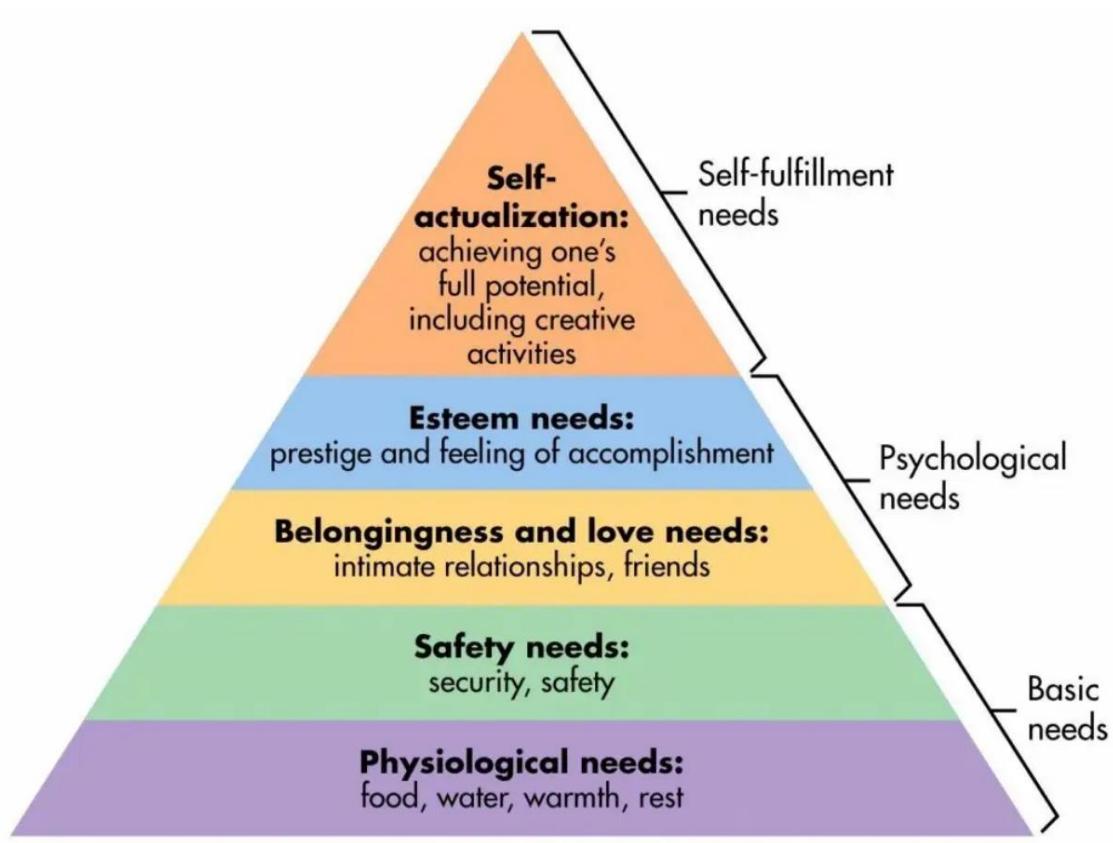 Self-
actualization:
achieving one's
full potential,
including creative
activities
Self-fulfillment
needs
Esteem needs:
prestige and feeling of accomplishment
Psychological
needs
Belongingness and love needs:
intimate relationships, friends
Safety needs:
security, safety
Basic
needs
Physiological needs:
food, water, warmth, rest